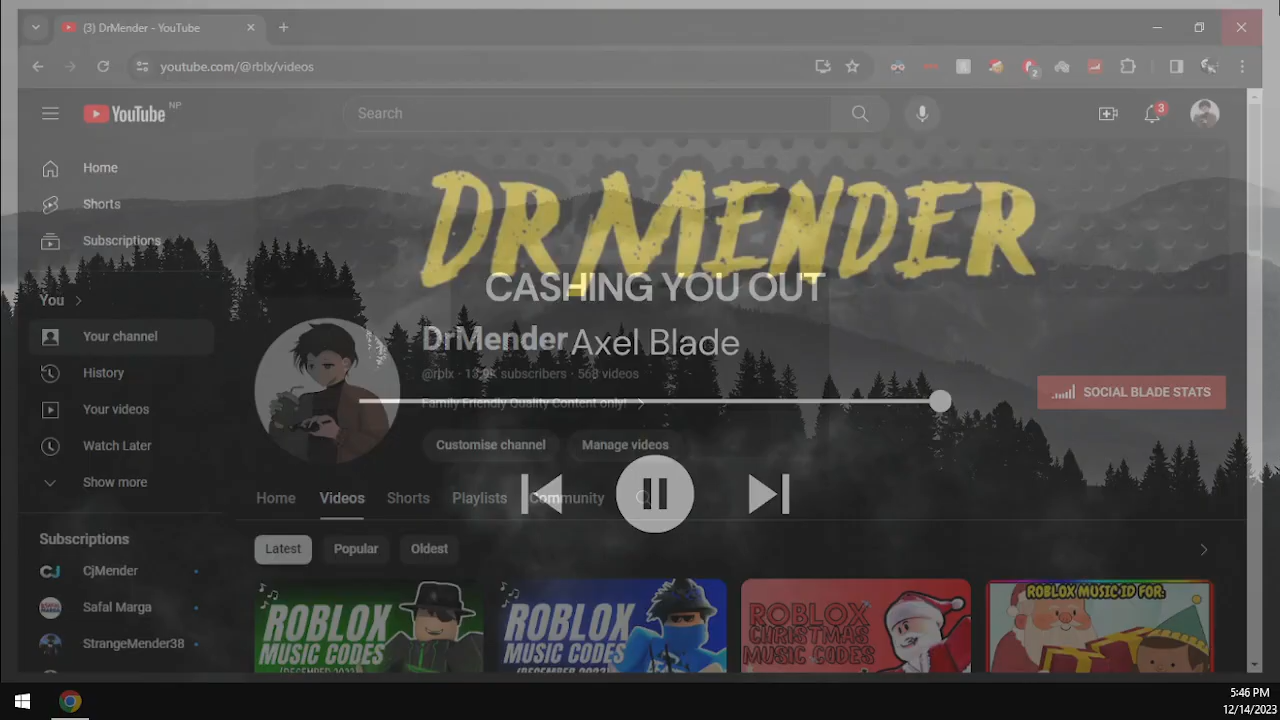 (3) DrMender - YouTube
youtube.com/@rblx/videos
2
YouTube NP
Search
3
Home
Shorts
Subscriptions
You
Your channel
History
Your videos
Watch Later
Show more
Subscriptions
CjMender
Safal Marga
StrangeMender38
DRMENDER
CASHING YOU OUT
DrMender
Axel Blade
@rblx · 13.9K subscribers · 568 videos
Family Friendly Quality Content only!
SOCIAL BLADE STATS
Customise channel
Manage videos
Home Videos Shorts Playlists Community
Latest Popular Oldest
ROBLOX
MUSIC CODES
ROBLOX
MUSIC CODES
ROBLOX
CHRISTMAS
MUSIC CODES
ROBLOX MUSIC ID FOR:
5:46 PM
12/14/2023